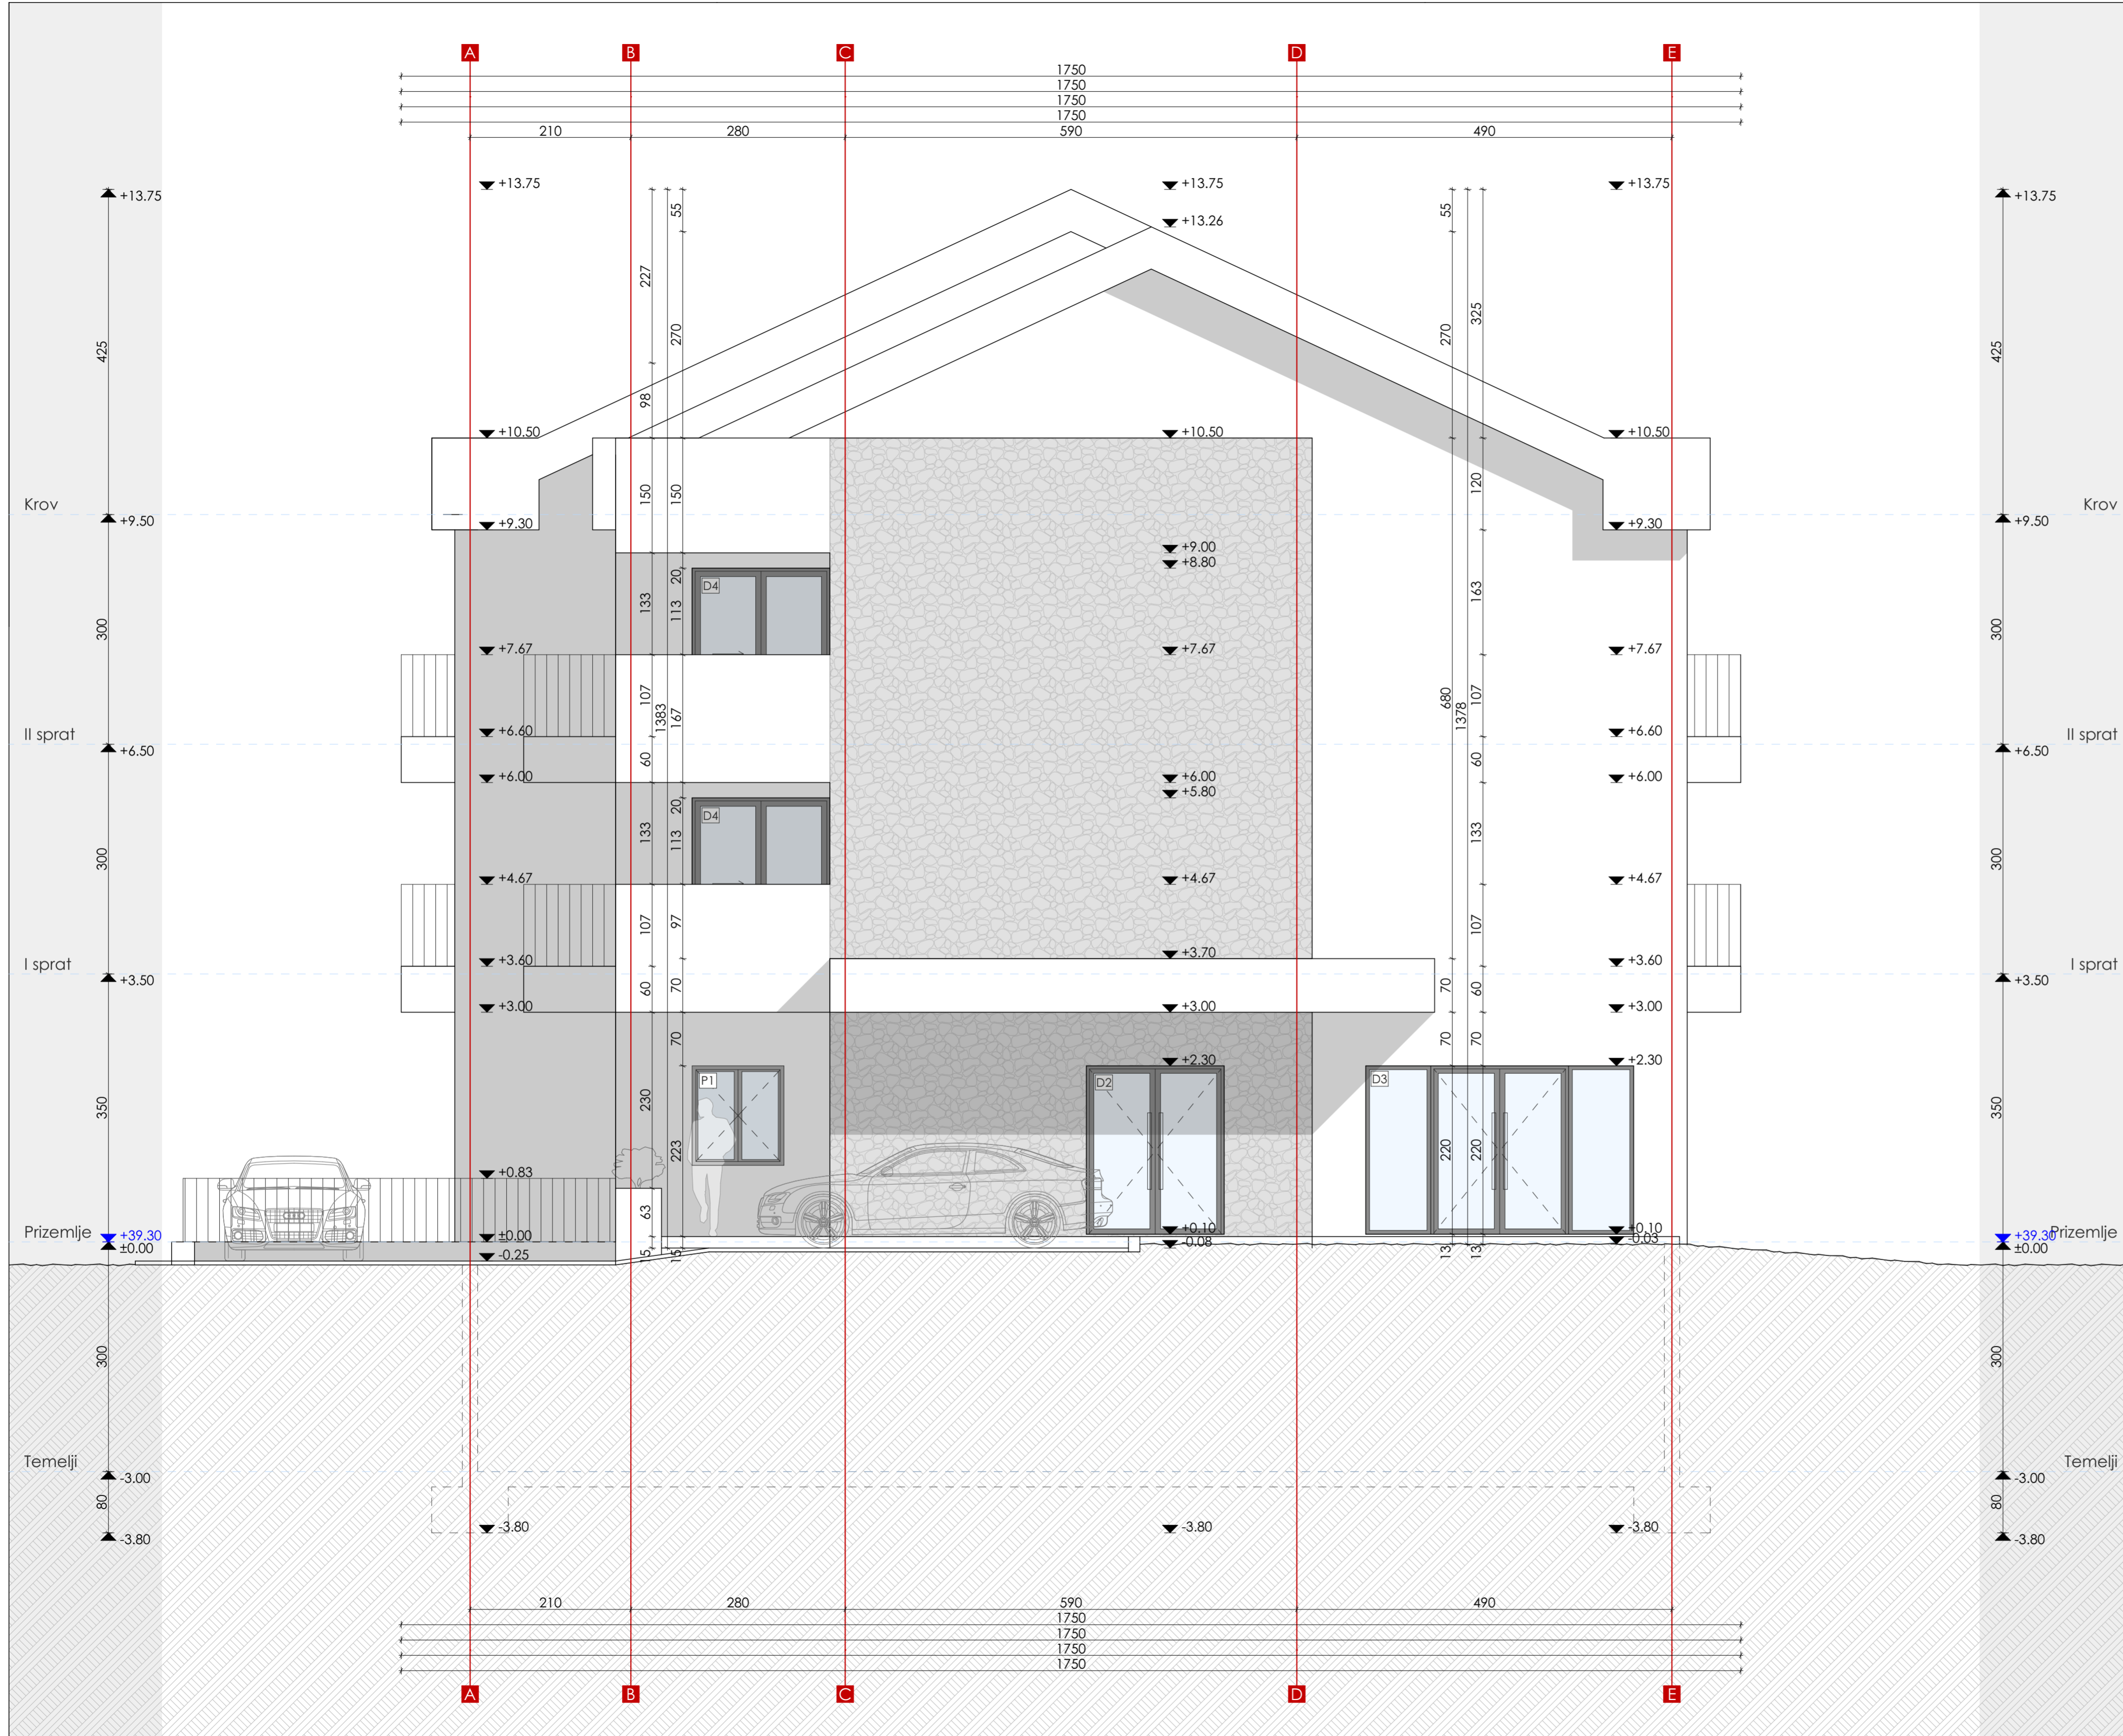 A B C D E
1750
1750
1750
1750
210 280 590 490
+13.75 +13.75 +13.75 +13.75 +13.75
55 55
+13.26
227
270 270 325
425 425
98
+10.50 +10.50 +10.50
150 150 120
Krov +9.50 +9.30 +9.30 +9.50 Krov
+9.00
+8.80
20
D4
133 113 163
300 300
+7.67 +7.67 +7.67
107 1383 167 680 1378 107
II sprat +6.50 +6.60 +6.60 +6.50 II sprat
60 60
+6.00 +6.00 +6.00
+5.80
20
D4
133 113 133
300 300
+4.67 +4.67 +4.67
107 97 107
+3.70
I sprat +3.50 +3.60 +3.60 +3.50 I sprat
60 70 70 60
+3.00 +3.00 +3.00
70 70 70
+2.30 +2.30
P1 D2 D3
350 230 350
223 220 220
+0.83
63
Prizemlje +39.30 ±0.00 ±0.00 +0.10 -0.08 +0.10 -0.03 +39.30 ±0.00 Prizemlje
-0.25 15 15 13 13
300 300
Temelji -3.00 -3.00 Temelji
80 80
-3.80 -3.80 -3.80 -3.80 -3.80
210 280 590 490
1750
1750
1750
1750
A B C D E